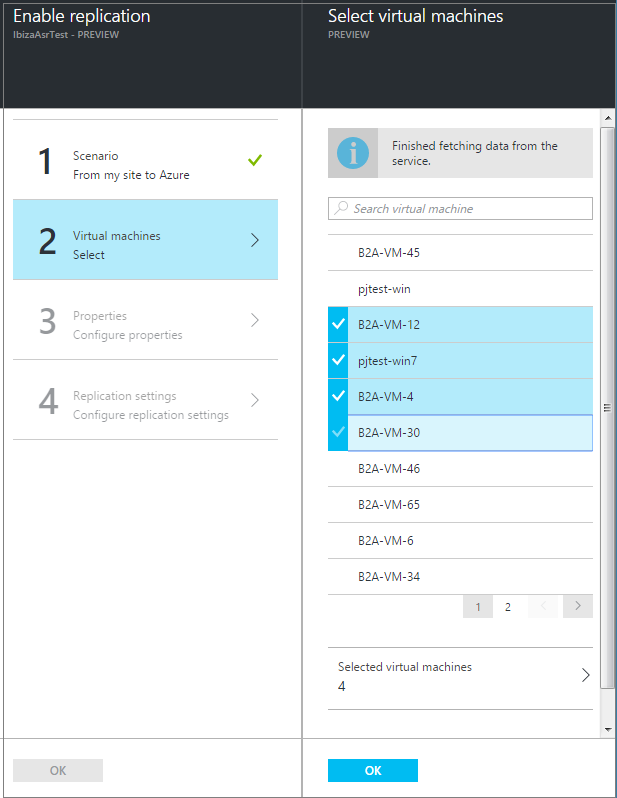 Enable replication
IbizaAsrTest - PREVIEW
1
Scenario
From my site to Azure
2
Virtual machines
Select
3
Properties
Configure properties
4
Replication settings
Configure replication settings
OK
Select virtual machines
PREVIEW
Finished fetching data from the
service.
Search virtual machine
B2A-VM-45
pjtest-win
B2A-VM-12
pjtest-win7
B2A-VM-4
B2A-VM-30
B2A-VM-46
B2A-VM-65
B2A-VM-6
B2A-VM-34
1 2
Selected virtual machines
4
OK